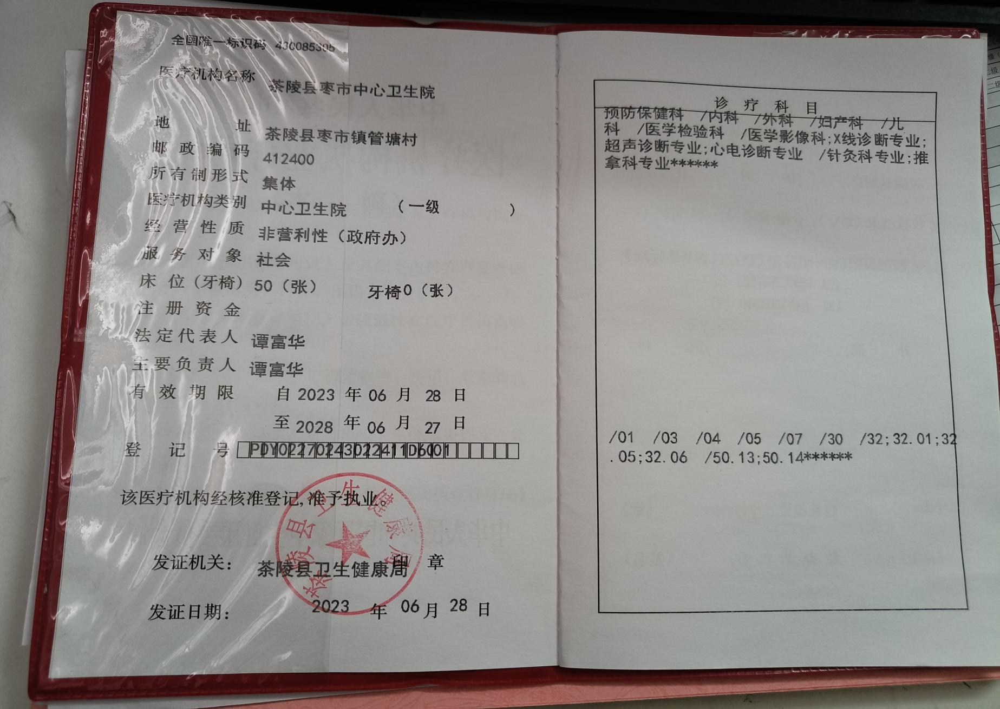 全国唯一标识码 430085305
医疗机构名称 茶陵县枣市中心卫生院
地址 茶陵县枣市镇管塘村
邮政编码 412400
所有制形式 集体
医疗机构类别 中心卫生院 （一级 ）
经营性质 非营利性（政府办）
服务对象 社会
床位（牙椅） 50（张） 牙椅0（张）
注册资金
法定代表人 谭富华
主要负责人 谭富华
有效期限 自 2023 年 06 月 28 日
至 2028 年 06 月 27 日
登记号 PDY02270243022411D6001
该医疗机构经核准登记,准予执业。
发证机关： 茶陵县卫生健康局 印章
茶陵县卫生健康局
发证日期： 2023 年 06 月 28 日
诊疗科目
预防保健科 /内科 /外科 /妇产科 /儿
科 /医学检验科 /医学影像科;X线诊断专业;
超声诊断专业;心电诊断专业 /针灸科专业;推
拿科专业******
/01 /03 /04 /05 /07 /30 /32;32.01;32
.05;32.06 /50.13;50.14******